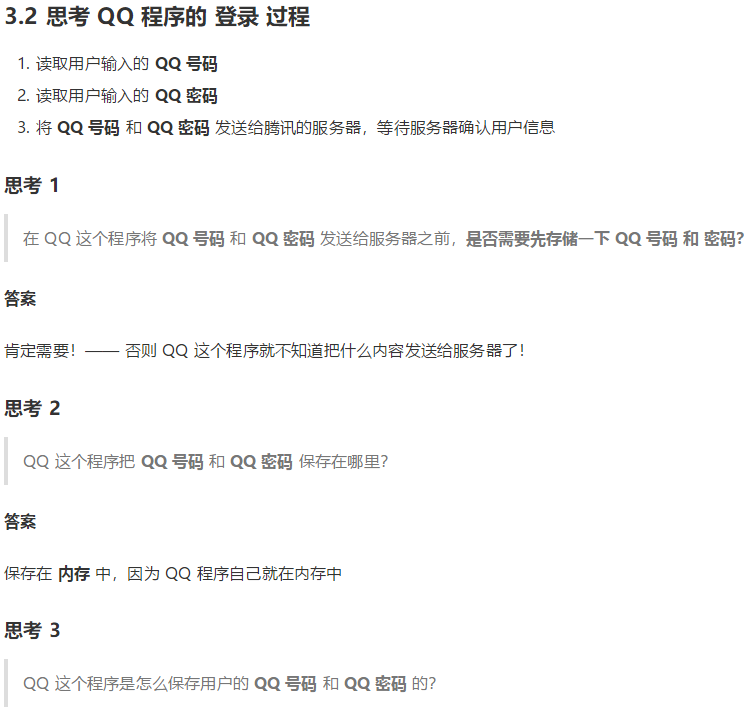 3.2 思考 QQ 程序的 登录 过程
1. 读取用户输入的 QQ 号码
2. 读取用户输入的 QQ 密码
3. 将 QQ 号码 和 QQ 密码 发送给腾讯的服务器，等待服务器确认用户信息
思考 1
在 QQ 这个程序将 QQ 号码 和 QQ 密码 发送给服务器之前，是否需要先存储一下 QQ 号码 和 密码?
答案
肯定需要！—— 否则 QQ 这个程序就不知道把什么内容发送给服务器了！
思考 2
QQ 这个程序把 QQ 号码 和 QQ 密码 保存在哪里？
答案
保存在 内存 中，因为 QQ 程序自己就在内存中
思考 3
QQ 这个程序是怎么保存用户的 QQ 号码 和 QQ 密码 的？